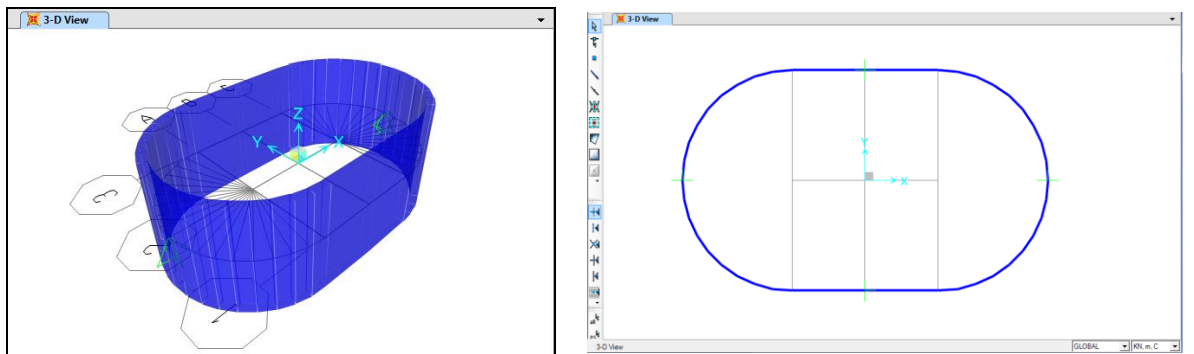 3-D View
Z
Y X
A
3-D View
Y
X
3-D View GLOBAL KN, m, C